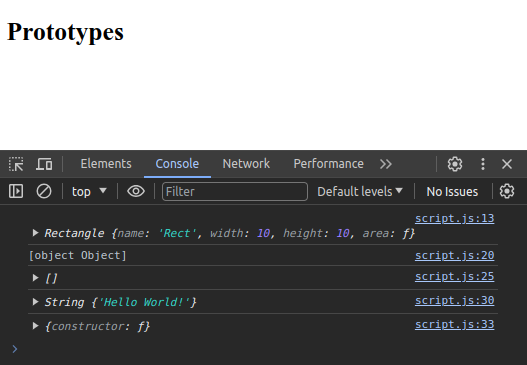 Prototypes
Elements Console Network Performance
top Filter Default levels No Issues
script.js:13
Rectangle {name: 'Rect', width: 10, height: 10, area: ƒ}
[object Object] script.js:20
[] script.js:25
String {'Hello World!'} script.js:30
{constructor: ƒ} script.js:33